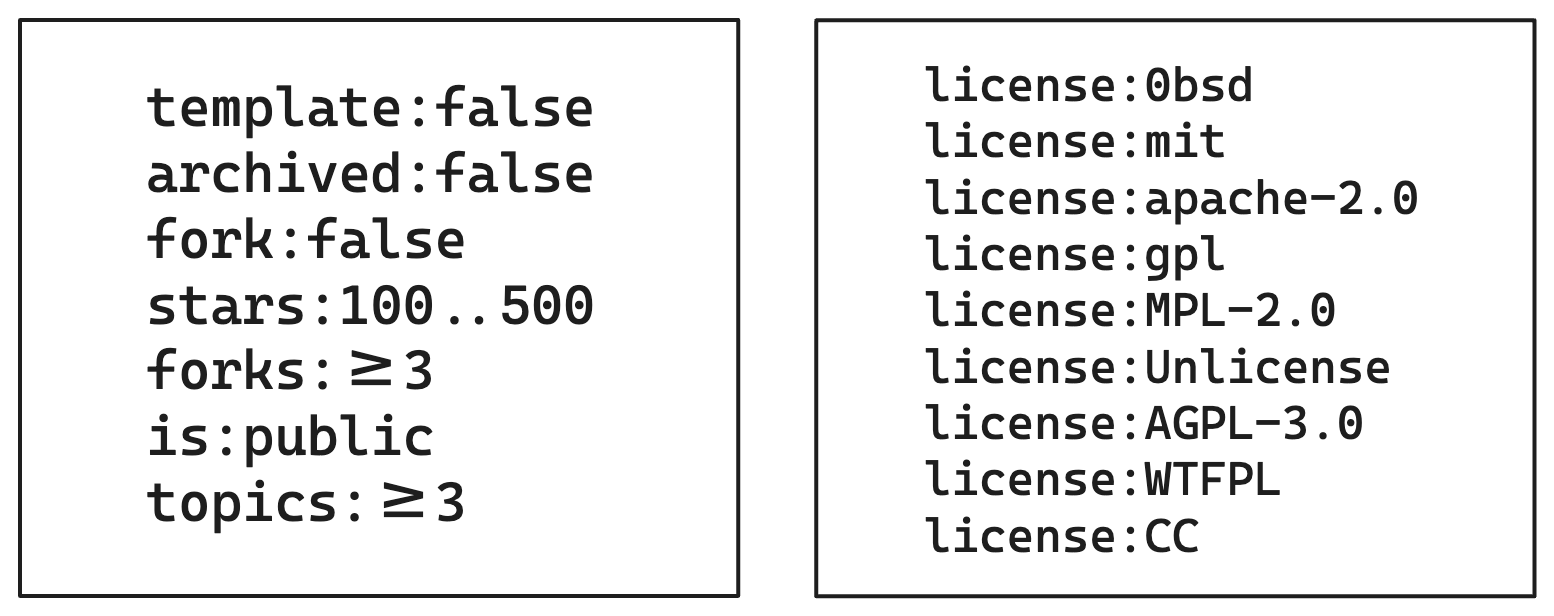 template:false
archived:false
fork:false
stars:100..500
forks:≥3
is:public
topics:≥3
license:0bsd
license:mit
license:apache-2.0
license:gpl
license:MPL-2.0
license:Unlicense
license:AGPL-3.0
license:WTFPL
license:CC